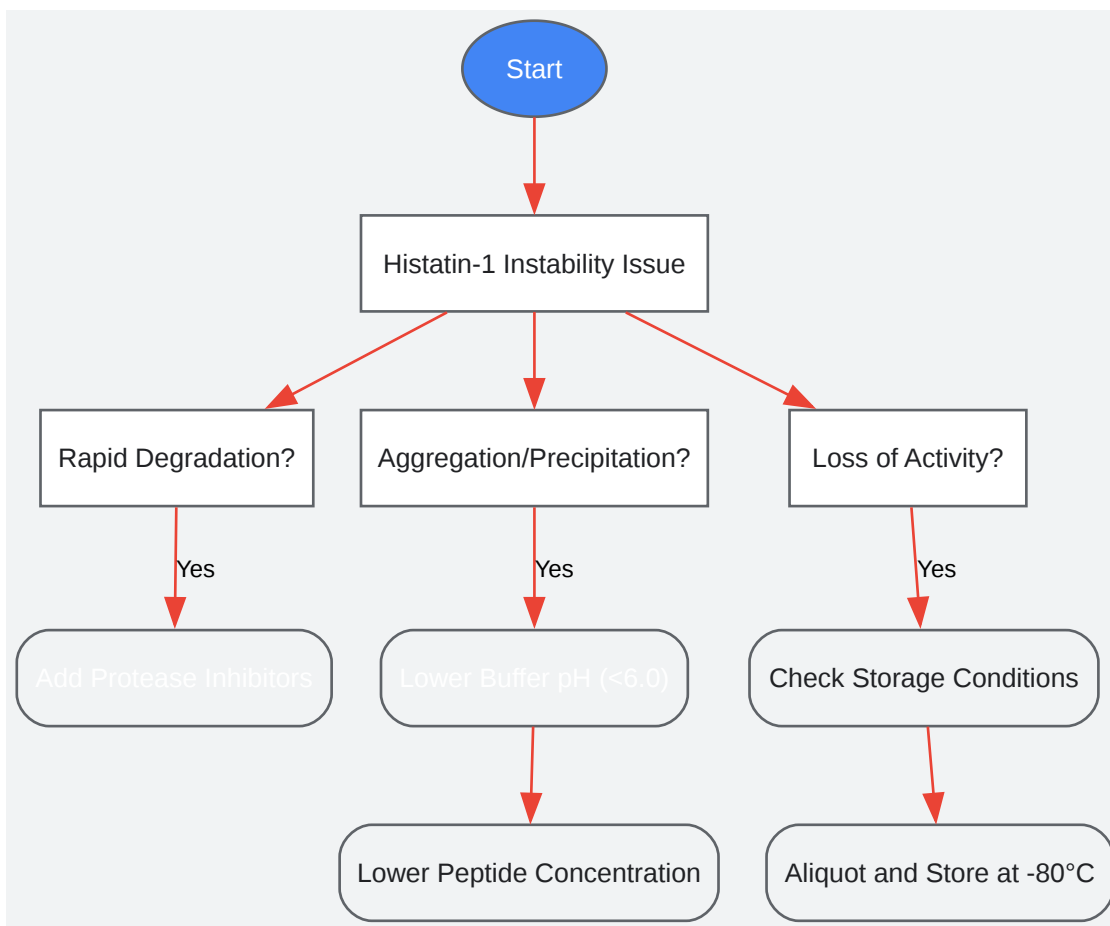 Start
Histatin-1 Instability Issue
Rapid Degradation?
Aggregation/Precipitation?
Loss of Activity?
Yes
Yes
Yes
Add Protease Inhibitors
Lower Buffer pH (<6.0)
Check Storage Conditions
Lower Peptide Concentration
Aliquot and Store at -80°C